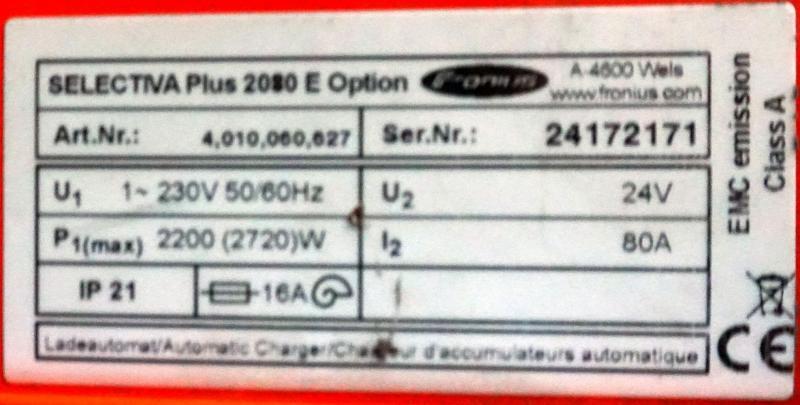 SELECTIVA Plus 2080 E Option Fronius A-4600 Wels
www.fronius.com
Art.Nr.: 4,010,060,627 Ser.Nr.: 24172171
U1 1~ 230V 50/60Hz U2 24V
P1(max) 2200 (2720)W I2 80A
IP 21 16A
Ladeautomat/Automatic Charger/Chargeur d'accumulateurs automatique
EMC emission
Class A
CE